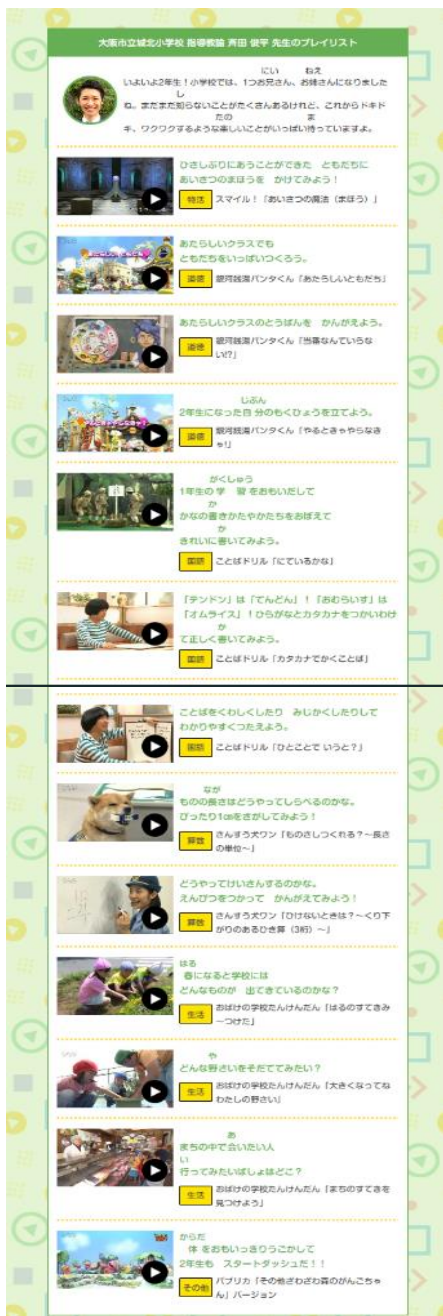 大阪市立城北小学校 指導教諭 斉田 俊平 先生のプレイリスト
にい ねえ
いよいよ2年生！小学校では、1つお兄さん、お姉さんになりました
し
ね。まだまだ知らないことがたくさんあるけれど、これからドキド
たの ま
キ、ワクワクするような楽しいことがいっぱい待っていますよ。
ひさしぶりにあうことができた ともだちに
あいさつのまほうを かけてみよう！
特活 スマイル！「あいさつの魔法（まほう）」
あたらしいクラスでも
ともだちをいっぱいつくろう。
道徳 銀河銭湯パンタくん「あたらしいともだち」
あたらしいクラスのとうばんを かんがえよう。
道徳 銀河銭湯パンタくん「当番なんていらな
い!?」
じぶん
2年生になった自 分のもくひょうを立てよう。
道徳 銀河銭湯パンタくん「やるときゃやらなき
ゃ!」
がくしゅう
1年生の 学 習 をおもいだして
か
かなの書きかたやかたちをおぼえて
か
きれいに書いてみよう。
国語 ことばドリル「にているかな」
「テンドン」は「てんどん」！「おむらいす」は
「オムライス」！ひらがなとカタカナをつかいわけ
か
て正しく書いてみよう。
国語 ことばドリル「カタカナでかくことば」
ことばをくわしくしたり みじかくしたりして
わかりやすくつたえよう。
国語 ことばドリル「ひとことで いうと？」
なが
ものの長さはどうやってしらべるのかな。
ぴったり1㎝をさがしてみよう！
算数 さんすう犬ワン「ものさしつくれる？～長さ
の単位～」
どうやってけいさんするのかな。
えんぴつをつかって かんがえてみよう！
算数 さんすう犬ワン「ひけないときは？～くり下
がりのあるひき算（3桁）～」
はる
春になると学校には
どんなものが 出てきているのかな？
生活 おばけの学校たんけんだん「はるのすてきみ
～つけた」
や
どんな野さいをそだててみたい？
生活 おばけの学校たんけんだん「大きくなってね
わたしの野さい」
あ
まちの中で会いたい人
い
行ってみたいばしょはどこ？
生活 おばけの学校たんけんだん「まちのすてきを
見つけよう」
からだ
体 をおもいっきりうごかして
2年生も スタートダッシュだ！！
その他 パプリカ「その他ざわざわ森のがんこちゃ
ん」バージョン